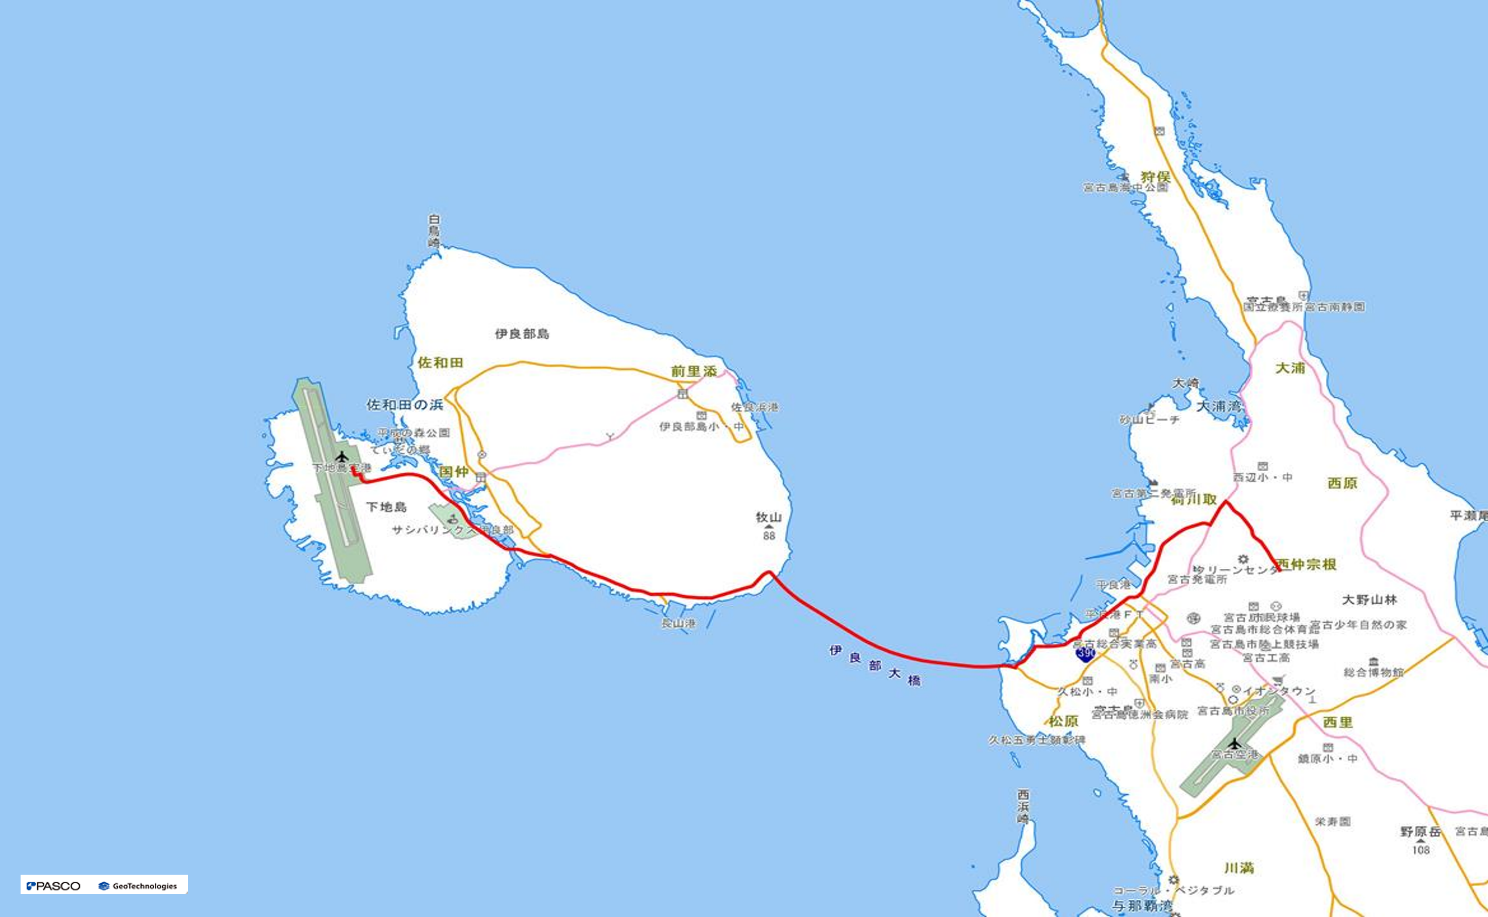 狩俣
宮古島海中公園
白鳥崎
国立療養所宮古南静園
伊良部島
佐和田
前里添
大浦
大崎
佐和田の浜
大浦湾
佐良浜港
砂山ビーチ
伊良部島小・中
ていだの郷
下地島空港
国仲
西辺小・中
西原
宮古第二発電所
荷川取
下地島
牧山
88
平瀬尾
サシバリンクス伊良部
西仲宗根
クリーンセンタ
宮古発電所
平良港
大野山林
平良港FT
市民球場
宮古島市総合体育館
宮古少年自然の家
宮古総合実業高
宮古島市陸上競技場
390
宮古工高
宮古高
伊良部大橋
長山港
総合博物館
南小
久松小・中
イオンタウン
宮古島市役所
宮古島徳洲会病院
松原
西里
久松五勇士顕彰碑
宮古空港
鏡原小・中
西浜崎
栄寿園
野原岳
108
宮古島
川満
コーラル・ベジタブル
与那覇湾
PASCO
GeoTechnologies